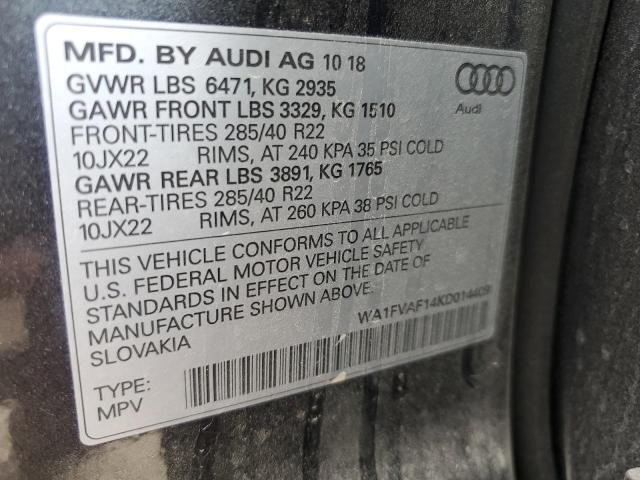 MFD. BY AUDI AG 10 18
GVWR LBS 6471, KG 2935
GAWR FRONT LBS 3329, KG 1510
FRONT-TIRES 285/40 R22
10JX22 RIMS, AT 240 KPA 35 PSI COLD
GAWR REAR LBS 3891, KG 1765
REAR-TIRES 285/40 R22
10JX22 RIMS, AT 260 KPA 38 PSI COLD
Audi
THIS VEHICLE CONFORMS TO ALL APPLICABLE
U.S. FEDERAL MOTOR VEHICLE SAFETY
STANDARDS IN EFFECT ON THE DATE OF
MANUFACTURE SHOWN ABOVE.
SLOVAKIA
WA1FVAF14KD014409
TYPE:
MPV